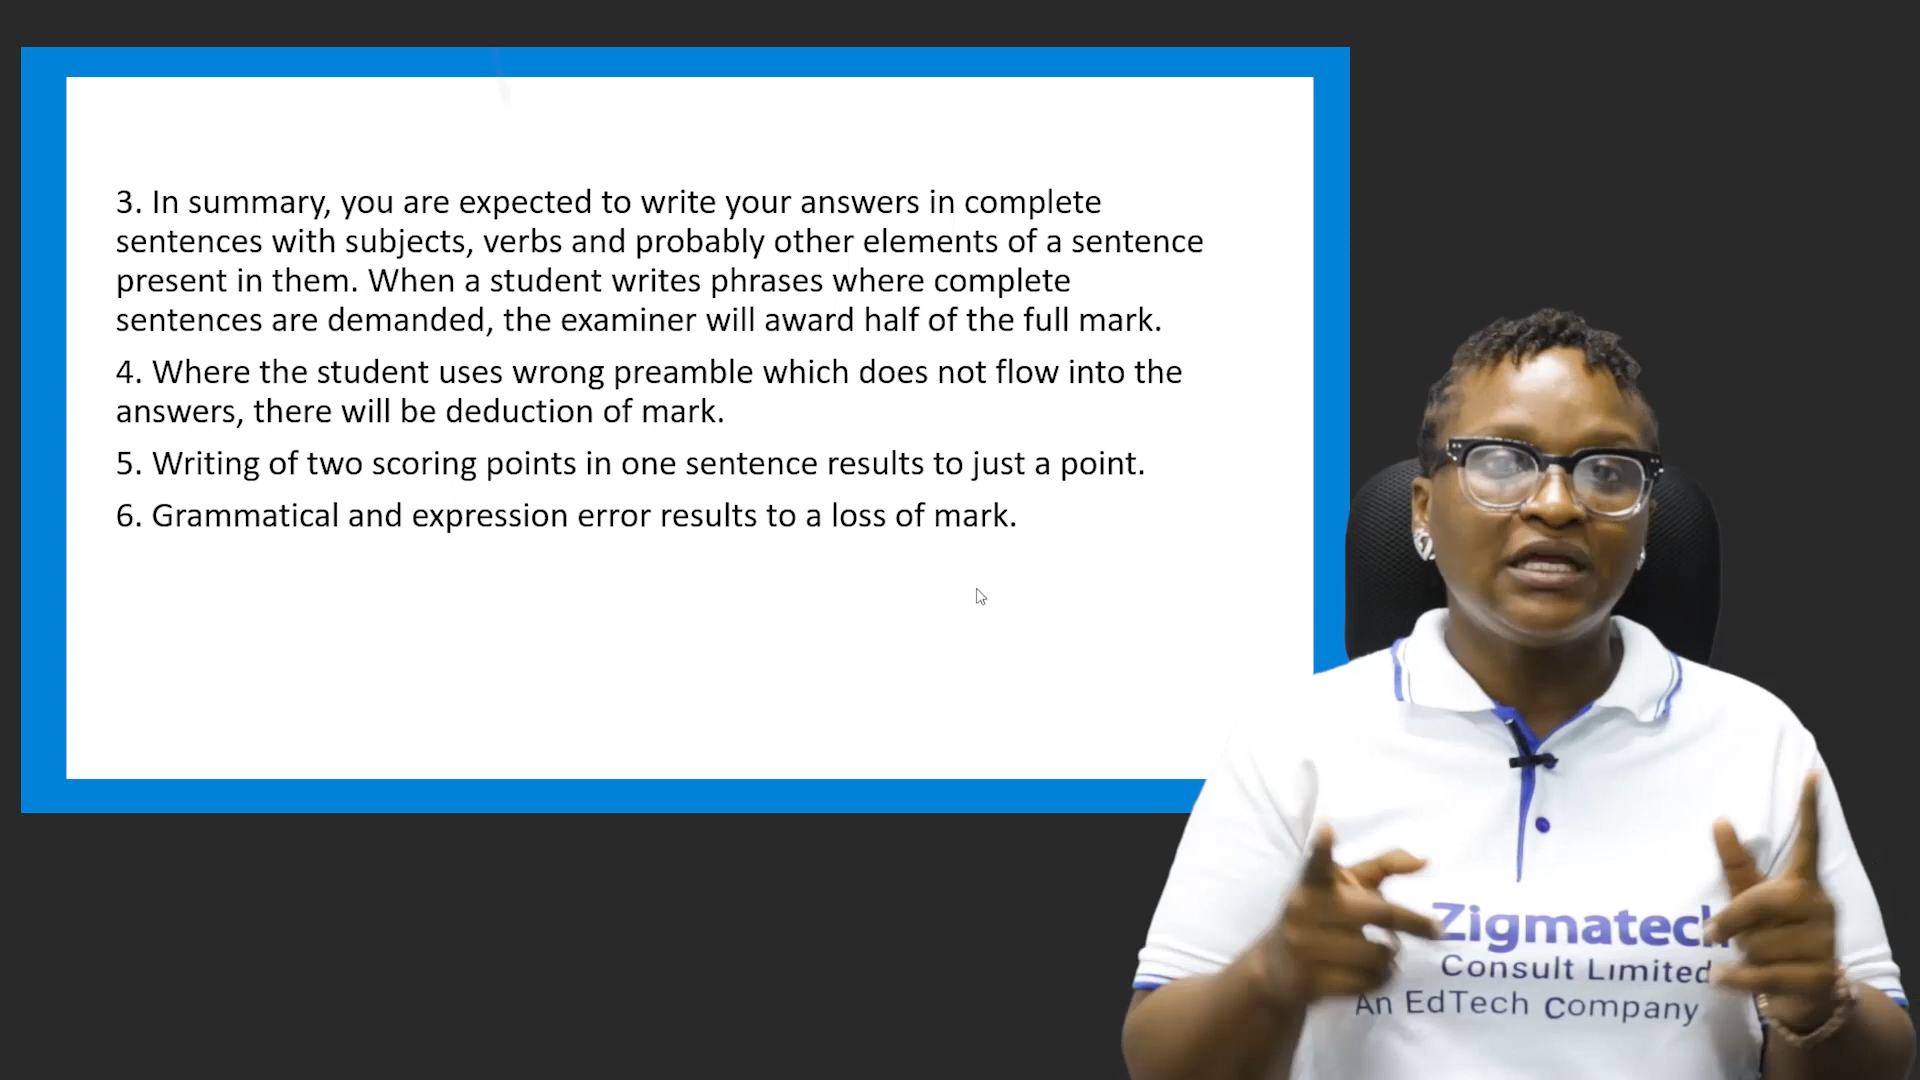 3. In summary, you are expected to write your answers in complete
sentences with subjects, verbs and probably other elements of a sentence
present in them. When a student writes phrases where complete
sentences are demanded, the examiner will award half of the full mark.
4. Where the student uses wrong preamble which does not flow into the
answers, there will be deduction of mark.
5. Writing of two scoring points in one sentence results to just a point.
6. Grammatical and expression error results to a loss of mark.
Zigmatech
Consult Limited
An EdTech Company